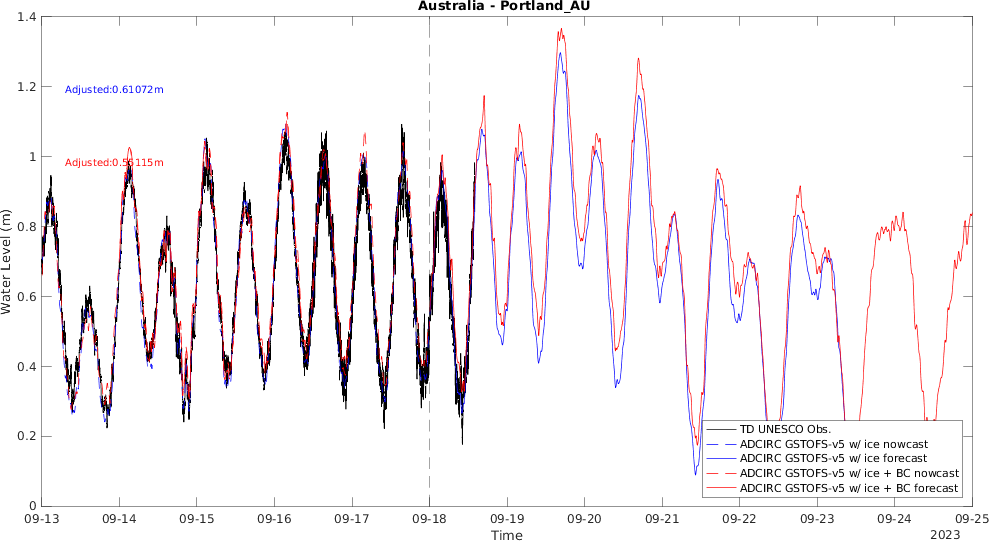 Australia - Portland_AU
1.4
1.2
1
0.8
0.6
0.4
0.2
0
Water Level (m)
Adjusted:0.61072m
Adjusted:0.55115m
TD UNESCO Obs.
ADCIRC GSTOFS-v5 w/ ice nowcast
ADCIRC GSTOFS-v5 w/ ice forecast
ADCIRC GSTOFS-v5 w/ ice + BC nowcast
ADCIRC GSTOFS-v5 w/ ice + BC forecast
09-13 09-14 09-15 09-16 09-17 09-18 09-19 09-20 09-21 09-22 09-23 09-24 09-25
Time
2023